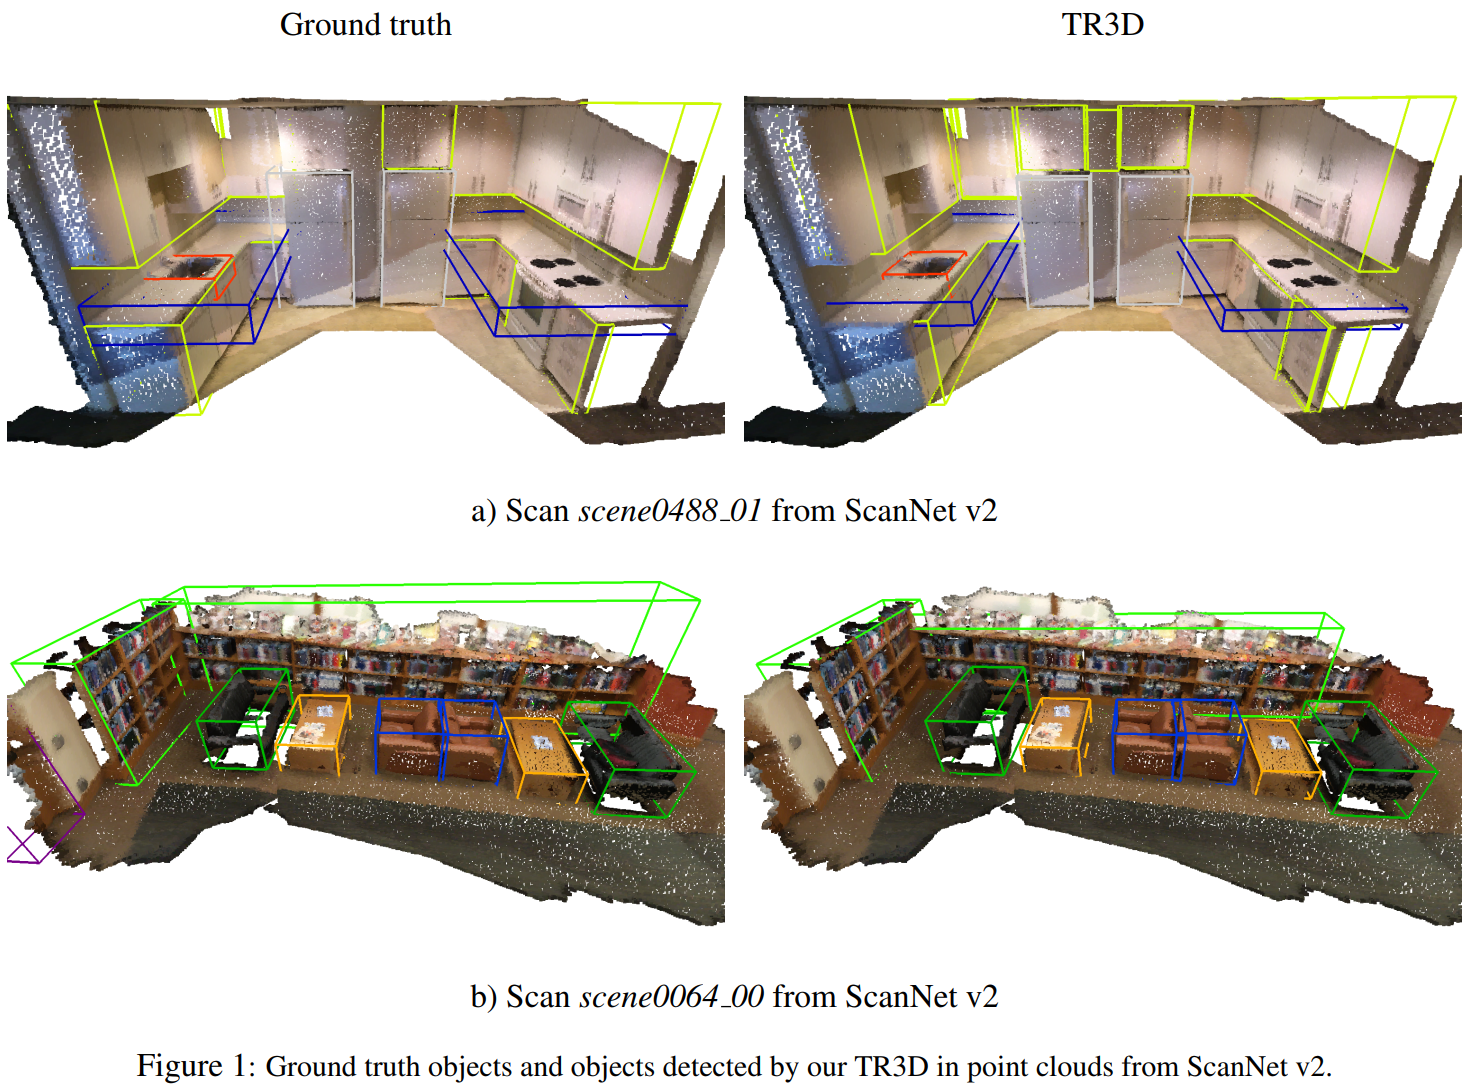 Ground truth
TR3D
a) Scan scene0488_01 from ScanNet v2
b) Scan scene0064_00 from ScanNet v2
Figure 1: Ground truth objects and objects detected by our TR3D in point clouds from ScanNet v2.